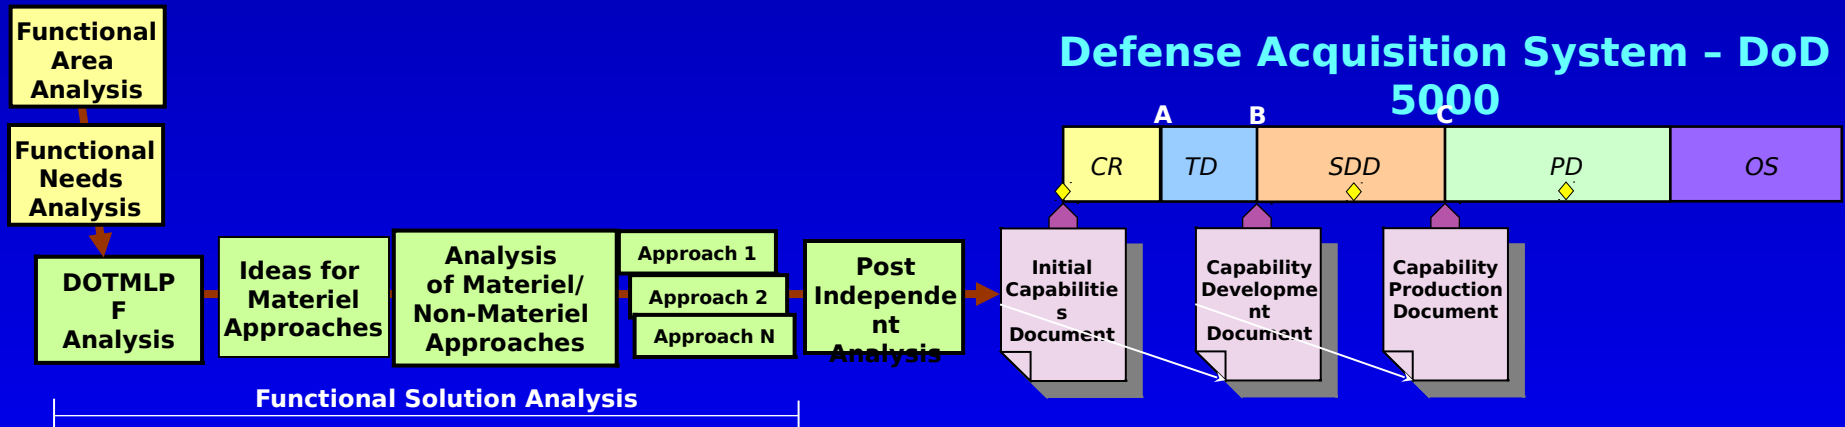 Functional
Area
Analysis
Functional
Needs
Analysis
DOTMLP
F
Analysis
Ideas for
Materiel
Approaches
Analysis
of Materiel/
Non-Materiel
Approaches
Approach 1
Approach 2
Approach N
Post
Independe
nt
Analysis
Functional Solution Analysis
Defense Acquisition System – DoD
5000
A
B
C
CR
TD
SDD
PD
OS
Initial
Capabilitie
s
Document
Capability
Developme
nt
Document
Capability
Production
Document